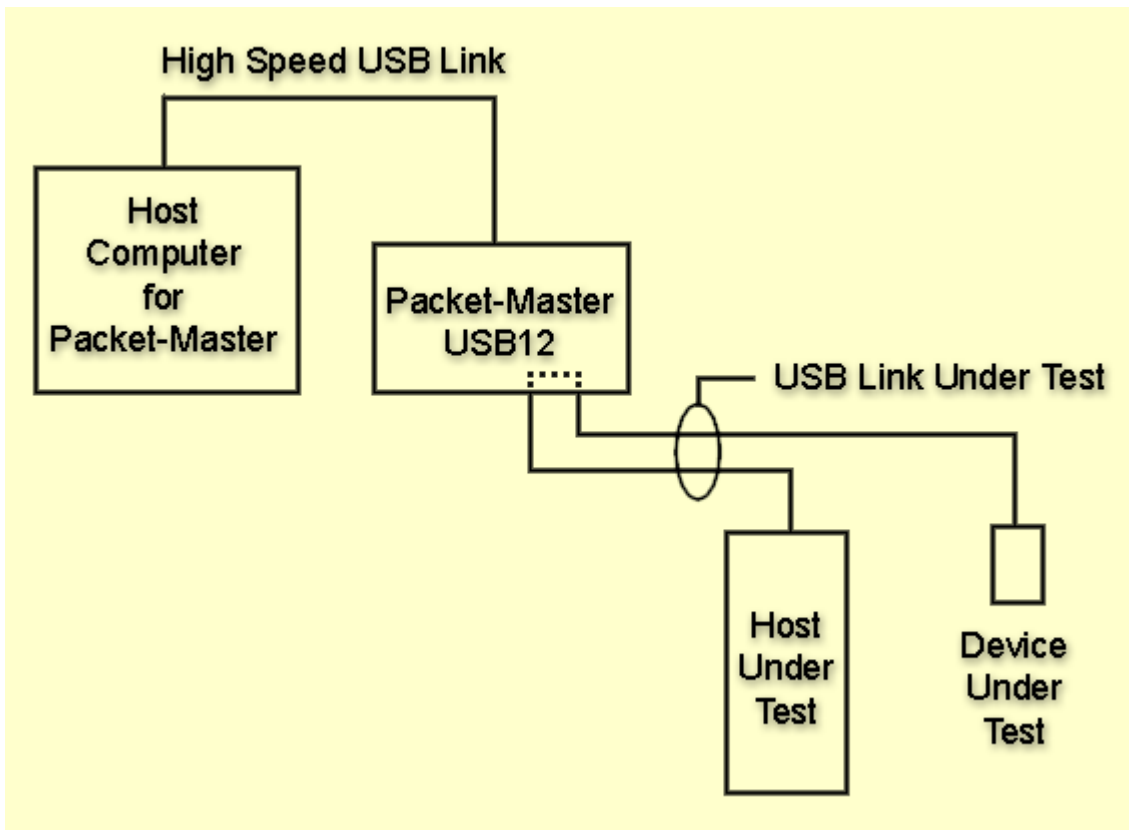 High Speed USB Link
Host
Computer
for
Packet-Master
Packet-Master
USB12
USB Link Under Test
Host
Under
Test
Device
Under
Test